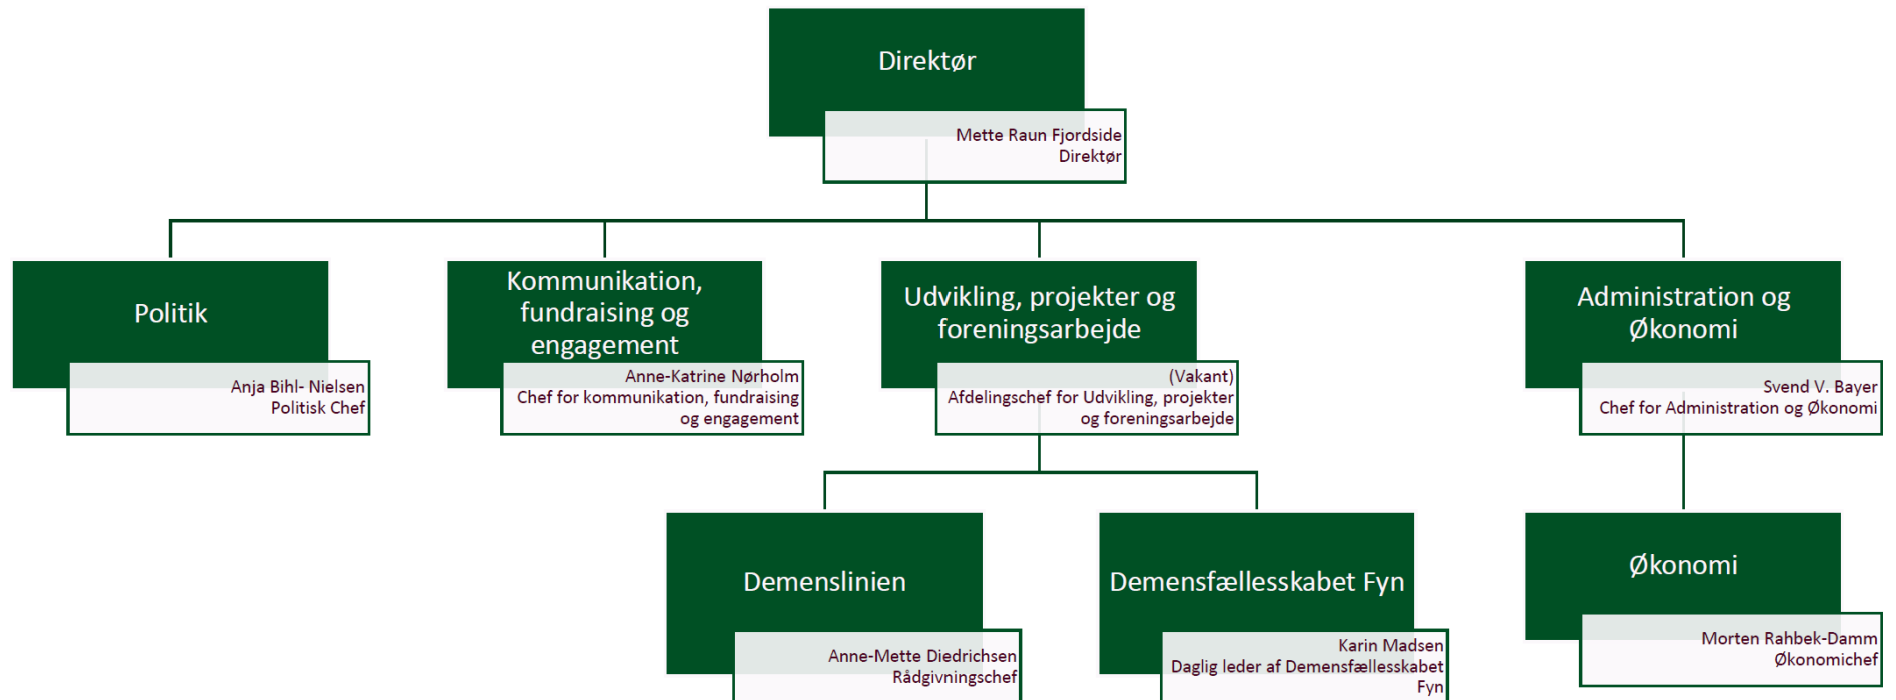 Direktør
Mette Raun Fjordside
Direktør
Politik
Anja Bihl- Nielsen
Politisk Chef
Kommunikation,
fundraising og
engagement
Anne-Katrine Nørholm
Chef for kommunikation, fundraising
og engagement
Udvikling, projekter og
foreningsarbejde
(Vakant)
Afdelingschef for Udvikling, projekter
og foreningsarbejde
Administration og
Økonomi
Svend V. Bayer
Chef for Administration og Økonomi
Demenslinien
Anne-Mette Diedrichsen
Rådgivningschef
Demensfællesskabet Fyn
Karin Madsen
Daglig leder af Demensfællesskabet
Fyn
Økonomi
Morten Rahbek-Damm
Økonomichef